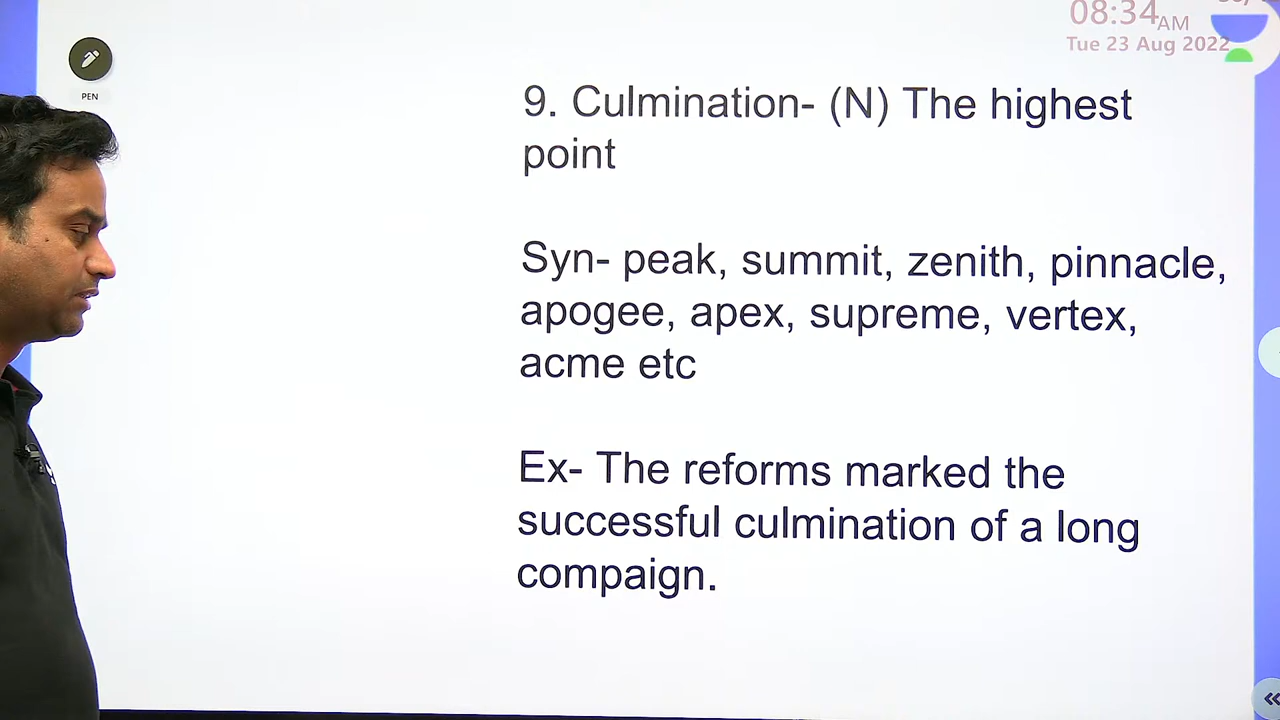 08:34AM
Tue 23 Aug 2022
PEN
9. Culmination- (N) The highest
point
Syn- peak, summit, zenith, pinnacle,
apogee, apex, supreme, vertex,
acme etc
Ex- The reforms marked the
successful culmination of a long
compaign.